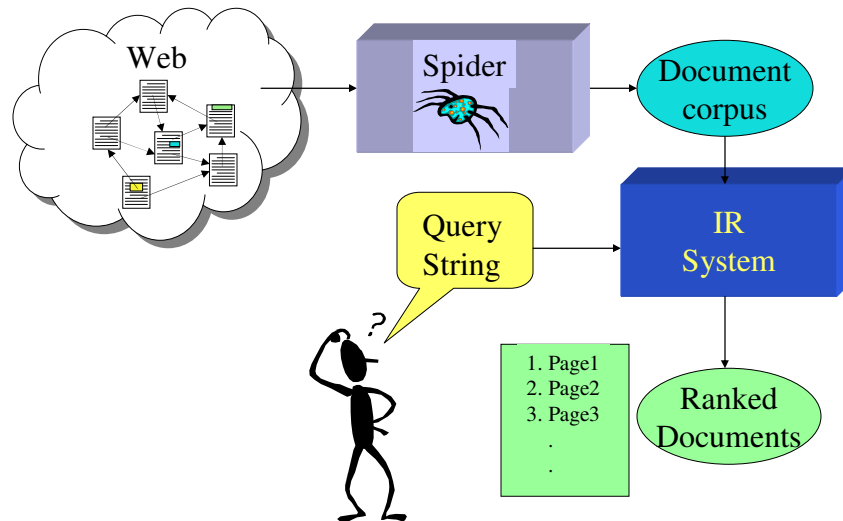 Web
Spider
Document
corpus
Query
String
IR
System
?
1. Page1
2. Page2
3. Page3
.
.
Ranked
Documents